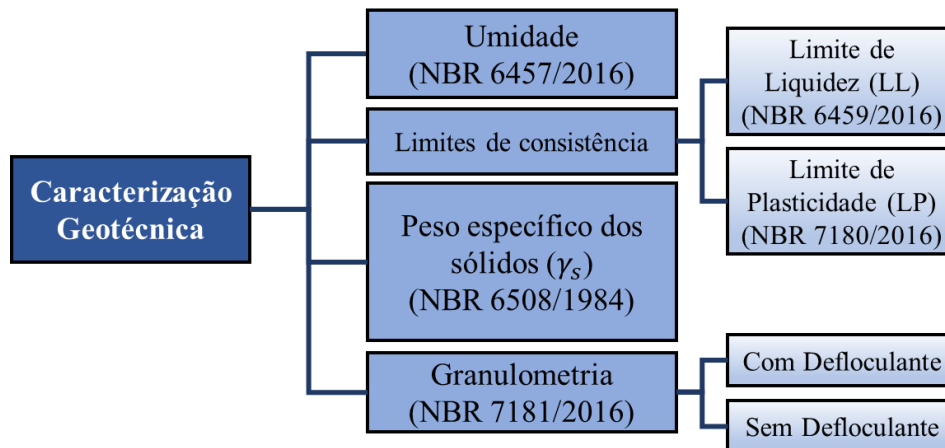 Caracterização
Geotécnica
Umidade
(NBR 6457/2016)
Limites de consistência
Limite de
Liquidez (LL)
(NBR 6459/2016)
Limite de
Plasticidade (LP)
(NBR 7180/2016)
Peso específico dos
sólidos (γₛ)
(NBR 6508/1984)
Granulometria
(NBR 7181/2016)
Com Defloculante
Sem Defloculante